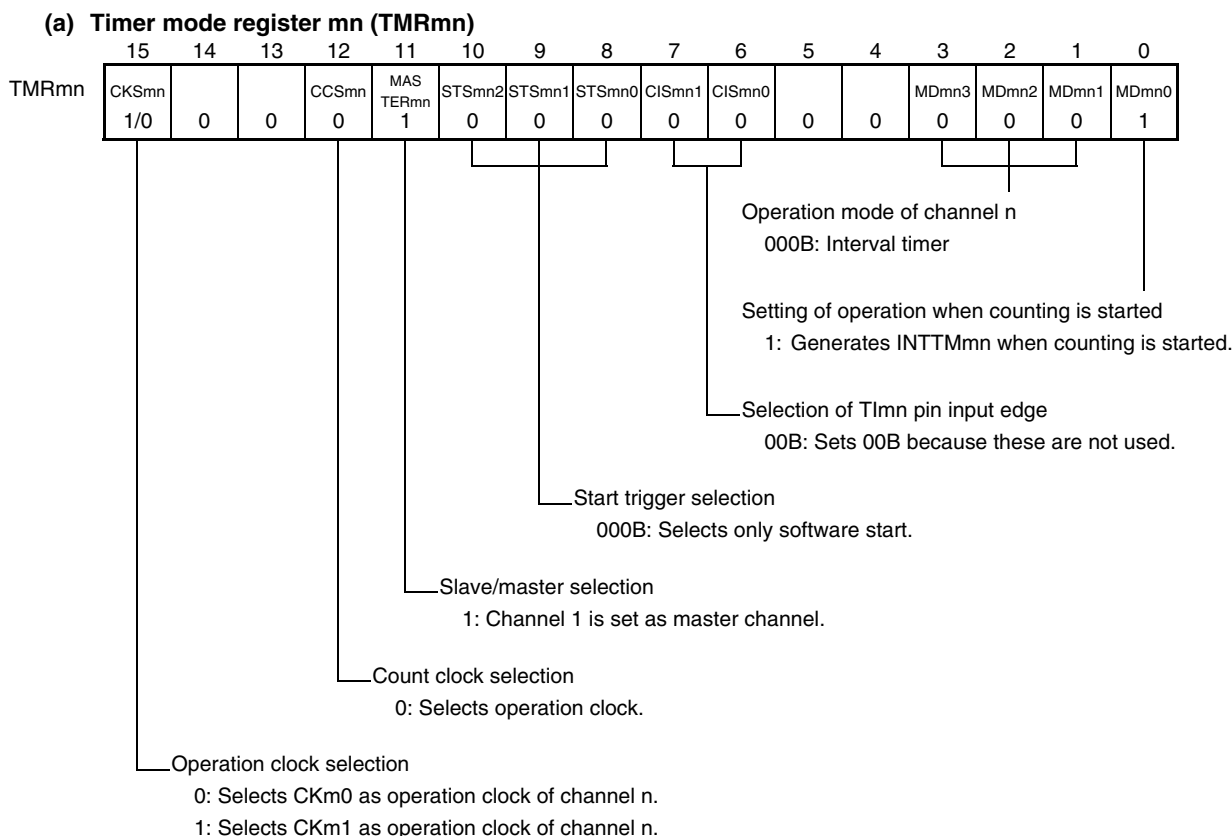 (a) Timer mode register mn (TMRmn)
15 14 13 12 11 10 9 8 7 6 5 4 3 2 1 0
TMRmn CKSmn CCSmn MAS TERmn STSmn2 STSmn1 STSmn0 CISmn1 CISmn0 MDmn3 MDmn2 MDmn1 MDmn0
1/0 0 0 0 1 0 0 0 0 0 0 0 0 0 0 1
Operation mode of channel n
000B: Interval timer
Setting of operation when counting is started
1: Generates INTTMmn when counting is started.
Selection of TImn pin input edge
00B: Sets 00B because these are not used.
Start trigger selection
000B: Selects only software start.
Slave/master selection
1: Channel 1 is set as master channel.
Count clock selection
0: Selects operation clock.
Operation clock selection
0: Selects CKm0 as operation clock of channel n.
1: Selects CKm1 as operation clock of channel n.